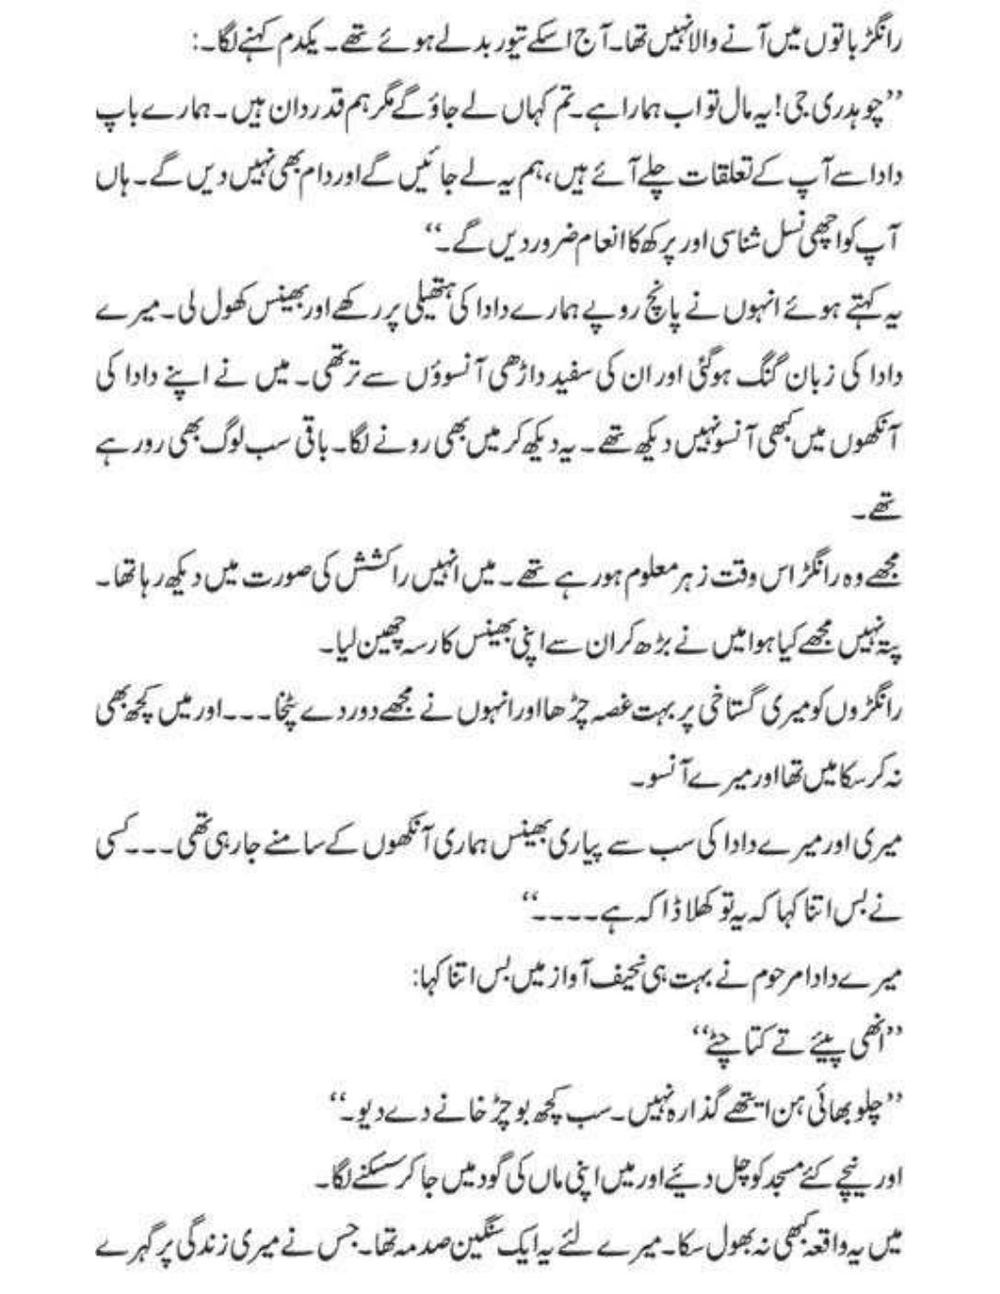 رانگڑ باتوں میں آنے والا نہیں تھا۔ آج اسکے تیور بدلے ہوئے تھے۔ یکدم کہنے لگا۔:
’’چوہدری جی! یہ مال تو اب ہمارا ہے۔ تم کہاں لے جاؤ گے مگر ہم قدردان ہیں۔ ہمارے باپ
دادا سے آپ کے تعلقات چلے آئے ہیں، ہم یہ لے جائیں گے اور دام بھی نہیں دیں گے۔ ہاں
آپ کو اچھی نسل شناسی اور پرکھ کا انعام ضرور دیں گے۔‘‘
یہ کہتے ہوئے انہوں نے پانچ روپے ہمارے دادا کی ہتھیلی پر رکھے اور بھینس کھول لی۔ میرے
دادا کی زبان گنگ ہوگئی اور ان کی سفید داڑھی آنسوؤں سے تر تھی۔ میں نے اپنے دادا کی
آنکھوں میں کبھی آنسو نہیں دیکھے تھے۔ یہ دیکھ کر میں بھی رونے لگا۔ باقی سب لوگ بھی رو رہے
تھے۔
مجھے وہ رانگڑ اس وقت زہر معلوم ہو رہے تھے۔ میں انہیں راکشش کی صورت میں دیکھ رہا تھا۔
پتہ نہیں مجھے کیا ہوا میں نے بڑھ کر ان سے اپنی بھینس کا رسہ چھین لیا۔
رانگڑوں کو میری گستاخی پر بہت غصہ چڑھا اور انہوں نے مجھے دور دے پٹخا۔۔۔ اور میں کچھ بھی
نہ کر سکا میں تھا اور میرے آنسو۔
میری اور میرے دادا کی سب سے پیاری بھینس ہماری آنکھوں کے سامنے جا رہی تھی۔۔۔ کسی
نے بس اتنا کہا کہ یہ تو کھلا ڈاکہ ہے۔۔۔۔‘‘
میرے دادا مرحوم نے بہت ہی نحیف آواز میں بس اتنا کہا:
’’انھی پیئے تے کتا چٹے‘‘
’’چلو بھائی ہن ایتھے گذارہ نہیں۔ سب کچھ بوچڑ خانے دے دیو۔‘‘
اور نیچے کئے مسجد کو چل دیئے اور میں اپنی ماں کی گود میں جا کر سسکنے لگا۔
میں یہ واقعہ کبھی نہ بھول سکا۔ میرے لئے یہ ایک سنگین صدمہ تھا۔ جس نے میری زندگی پر گہرے